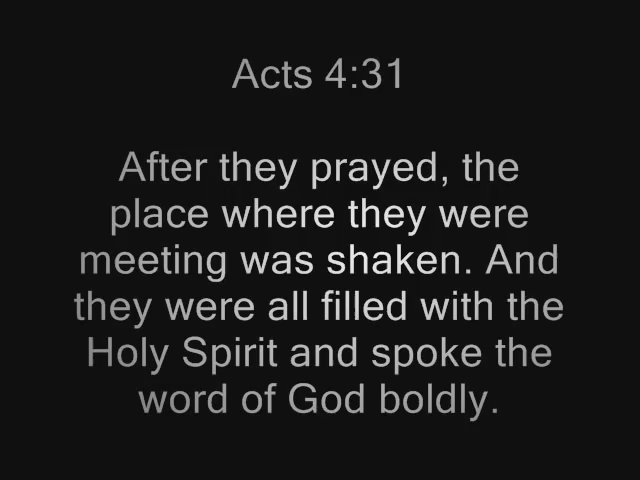 Acts 4:31
After they prayed, the
place where they were
meeting was shaken. And
they were all filled with the
Holy Spirit and spoke the
word of God boldly.